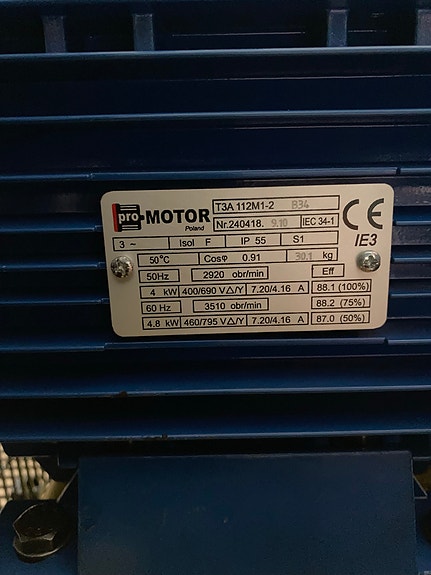 pro-MOTOR
Poland
T3A 112M1-2 B34
Nr.240418. 9.10 IEC 34-1
CE
IE3
3 ~ Isol F IP 55 S1
50°C Cosφ 0.91 30.1 kg
50Hz 2920 obr/min Eff
4 kW 400/690 V△/Y 7.20/4.16 A 88.1 (100%)
60 Hz 3510 obr/min 88.2 (75%)
4.8 kW 460/795 V△/Y 7.20/4.16 A 87.0 (50%)